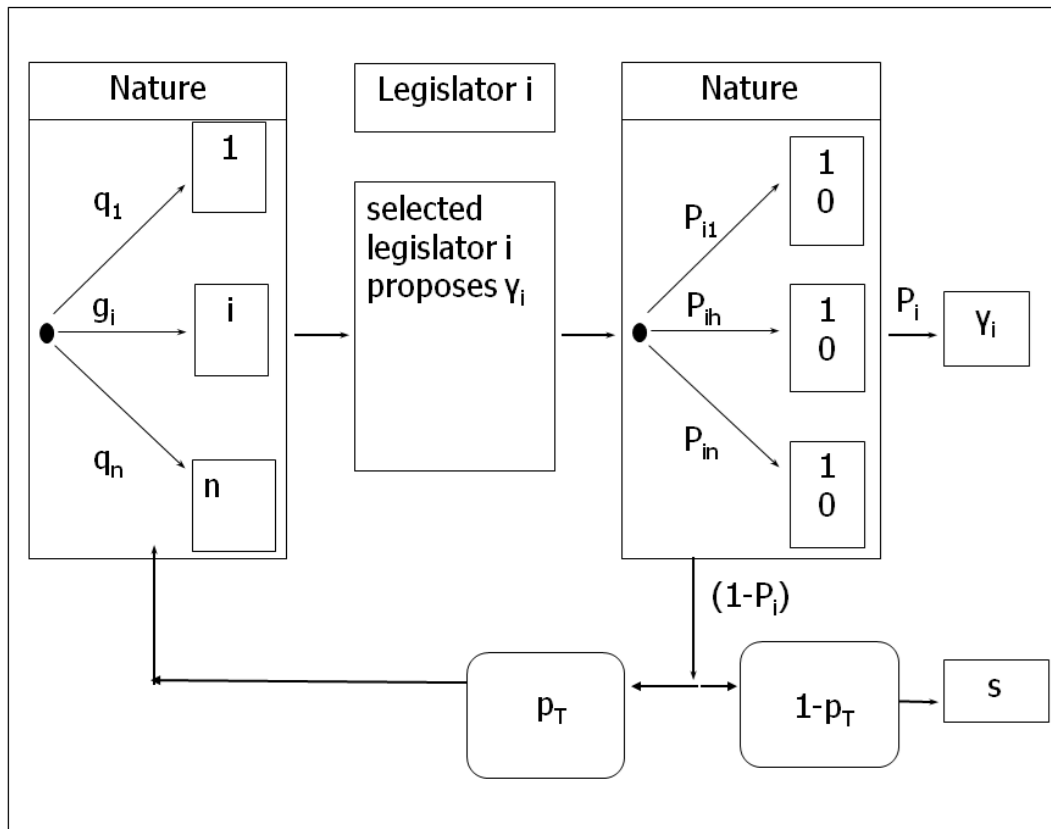 Nature
1
q1
gi
i
qn
n
Legislator i
selected
legislator i
proposes γi
Nature
1
0
Pi1
Pih
1
0
Pin
1
0
Pi
γi
(1-Pi)
pT
1-pT
s